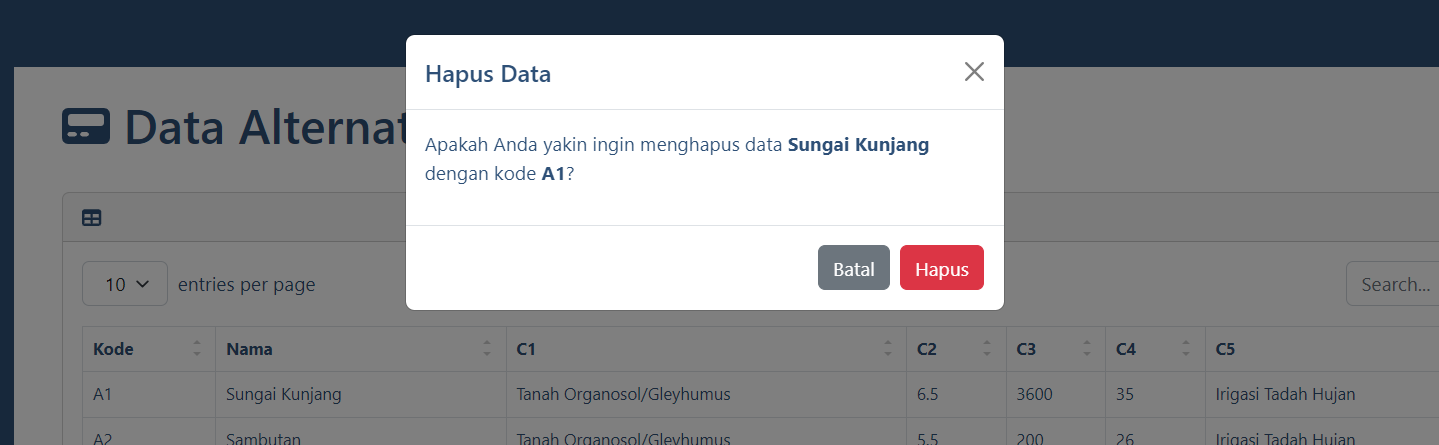 Hapus Data
Data Alternat
Apakah Anda yakin ingin menghapus data Sungai Kunjang
dengan kode A1?
Batal Hapus
10 entries per page Search...
Kode Nama C1 C2 C3 C4 C5
A1 Sungai Kunjang Tanah Organosol/Gleyhumus 6.5 3600 35 Irigasi Tadah Hujan
A2 Sambutan Tanah Organosol/Gleyhumus 5.5 200 26 Irigasi Tadah Hujan